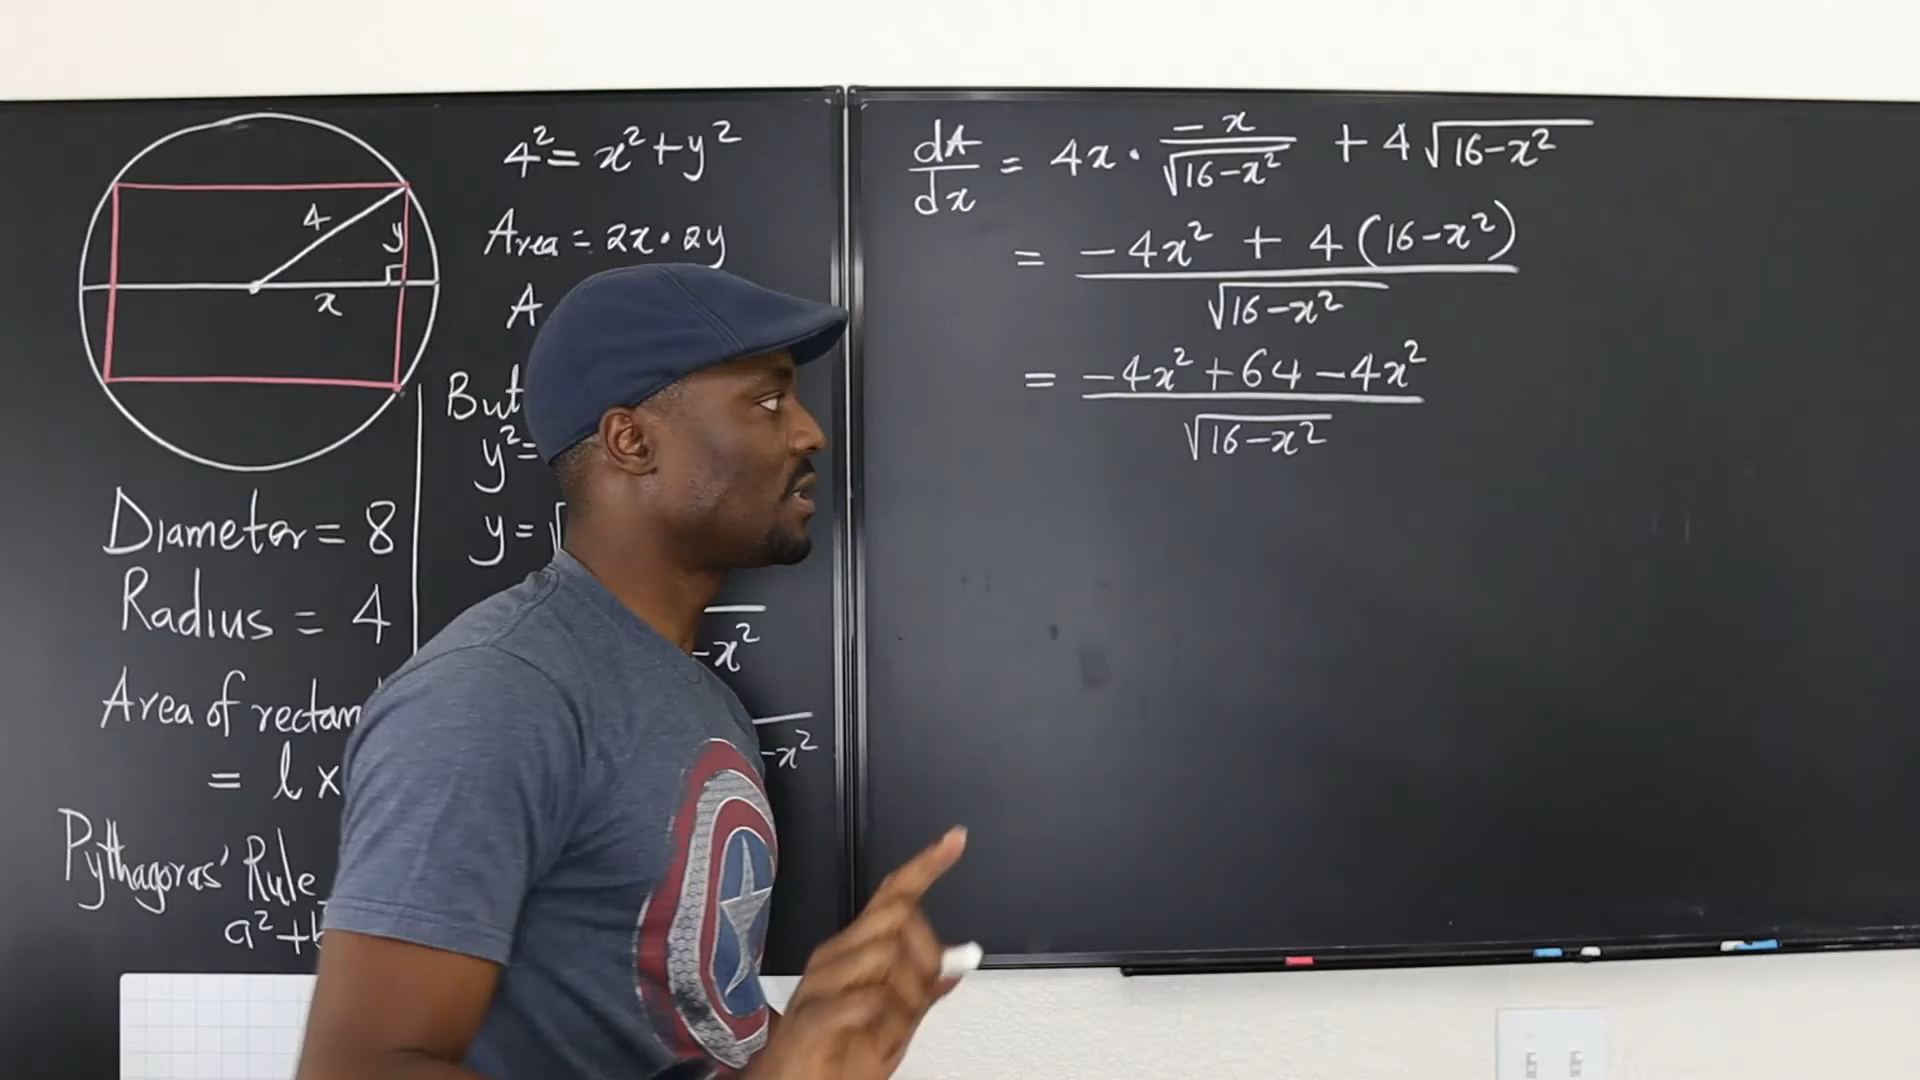 4
y
x
Diameter = 8
Radius = 4
Area of rectan
= l x
Pythagoras' Rule
a²+b
4² = x² + y²
Area = 2x • 2y
A
But
y² =
y = √
-x²
-x²
dA/dx = 4x • -x/√16-x² + 4√16-x²
= -4x² + 4(16-x²)/√16-x²
= -4x² + 64 - 4x²/√16-x²